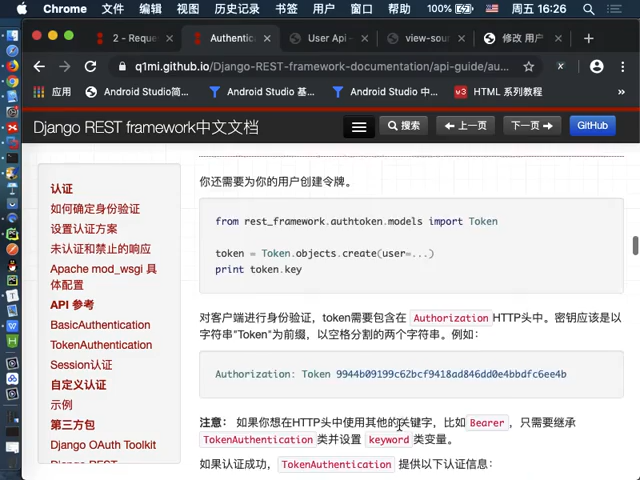 Chrome 文件 编辑 视图 历史记录 书签 用户 窗口 帮助 100% 周五 16:26
2 - Reque
Authentic
User Api -
view-sour
修改 用户
q1mi.github.io/Django-REST-framework-documentation/api-guide/au...
应用 Android Studio简... Android Studio 基... Android Studio 中... v3 HTML 系列教程 »
Django REST framework中文文档 搜索 上一页 下一页 GitHub
认证
如何确定身份验证
设置认证方案
未认证和禁止的响应
Apache mod_wsgi 具
体配置
API 参考
BasicAuthentication
TokenAuthentication
Session认证
自定义认证
示例
第三方包
Django OAuth Toolkit
你还需要为你的用户创建令牌。
from rest_framework.authtoken.models import Token
token = Token.objects.create(user=...)
print token.key
对客户端进行身份验证，token需要包含在 Authorization HTTP头中。密钥应该是以
字符串"Token"为前缀，以空格分割的两个字符串。例如：
Authorization: Token 9944b09199c62bcf9418ad846dd0e4bbdfc6ee4b
注意： 如果你想在HTTP头中使用其他的关键字，比如 Bearer，只需要继承
TokenAuthentication 类并设置 keyword 类变量。
如果认证成功， TokenAuthentication 提供以下认证信息：